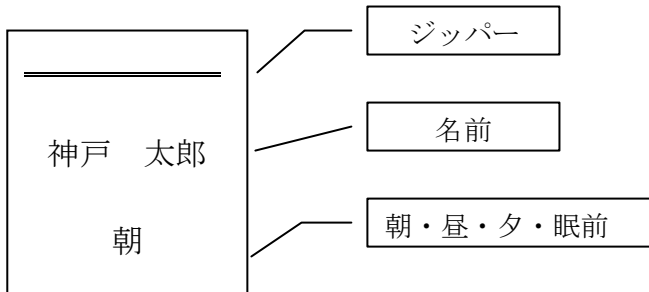 ジッパー
神戸　太郎
名前
朝
朝・昼・夕・眠前